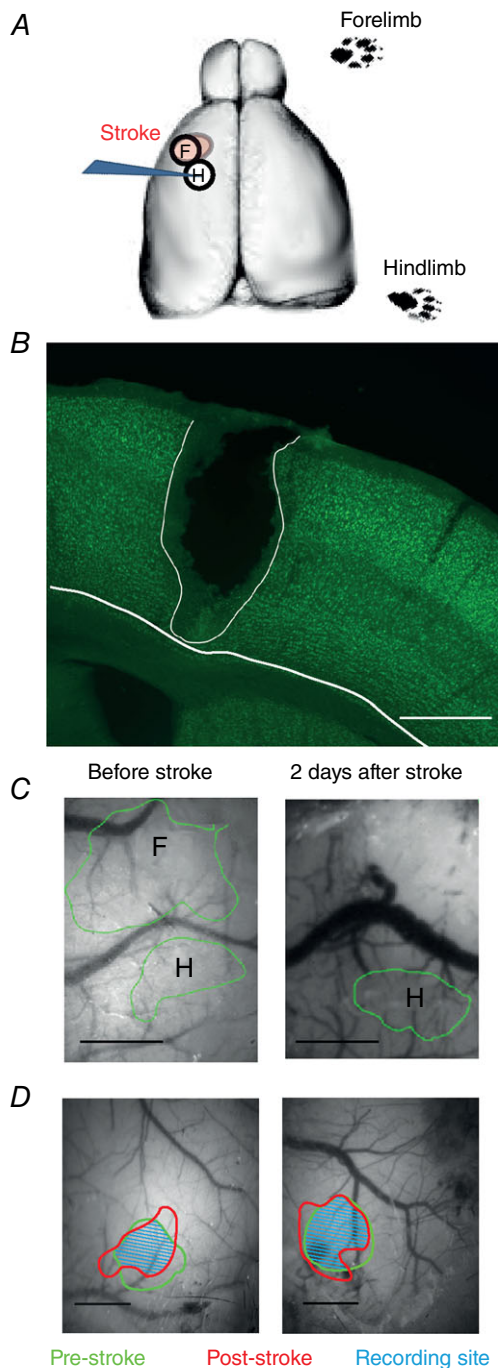 A
Forelimb
Stroke
F
H
Hindlimb
B
Before stroke 2 days after stroke
C
F
H
H
D
Pre-stroke Post-stroke Recording site